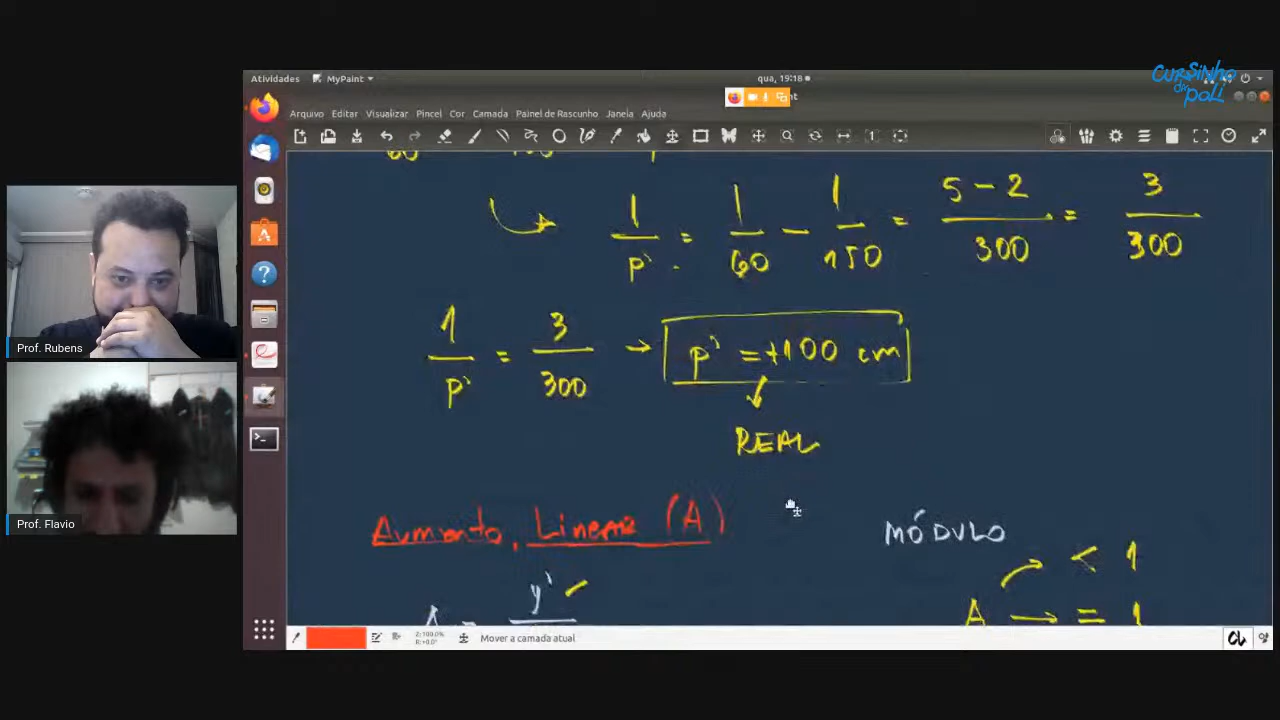 Cursinho da Poli
Atividades MyPaint qua, 19:18
Arquivo Editar Visualizar Pincel Cor Camada Painel de Rascunho Janela Ajuda
1/p' = 1/60 - 1/150 = 5-2/300 = 3/300
1/p' = 3/300 → p' = +100 cm
REAL
Aumento Linear (A)
MÓDULO
< 1
y'
A → = 1
Prof. Rubens
Prof. Flavio
Mover a camada atual